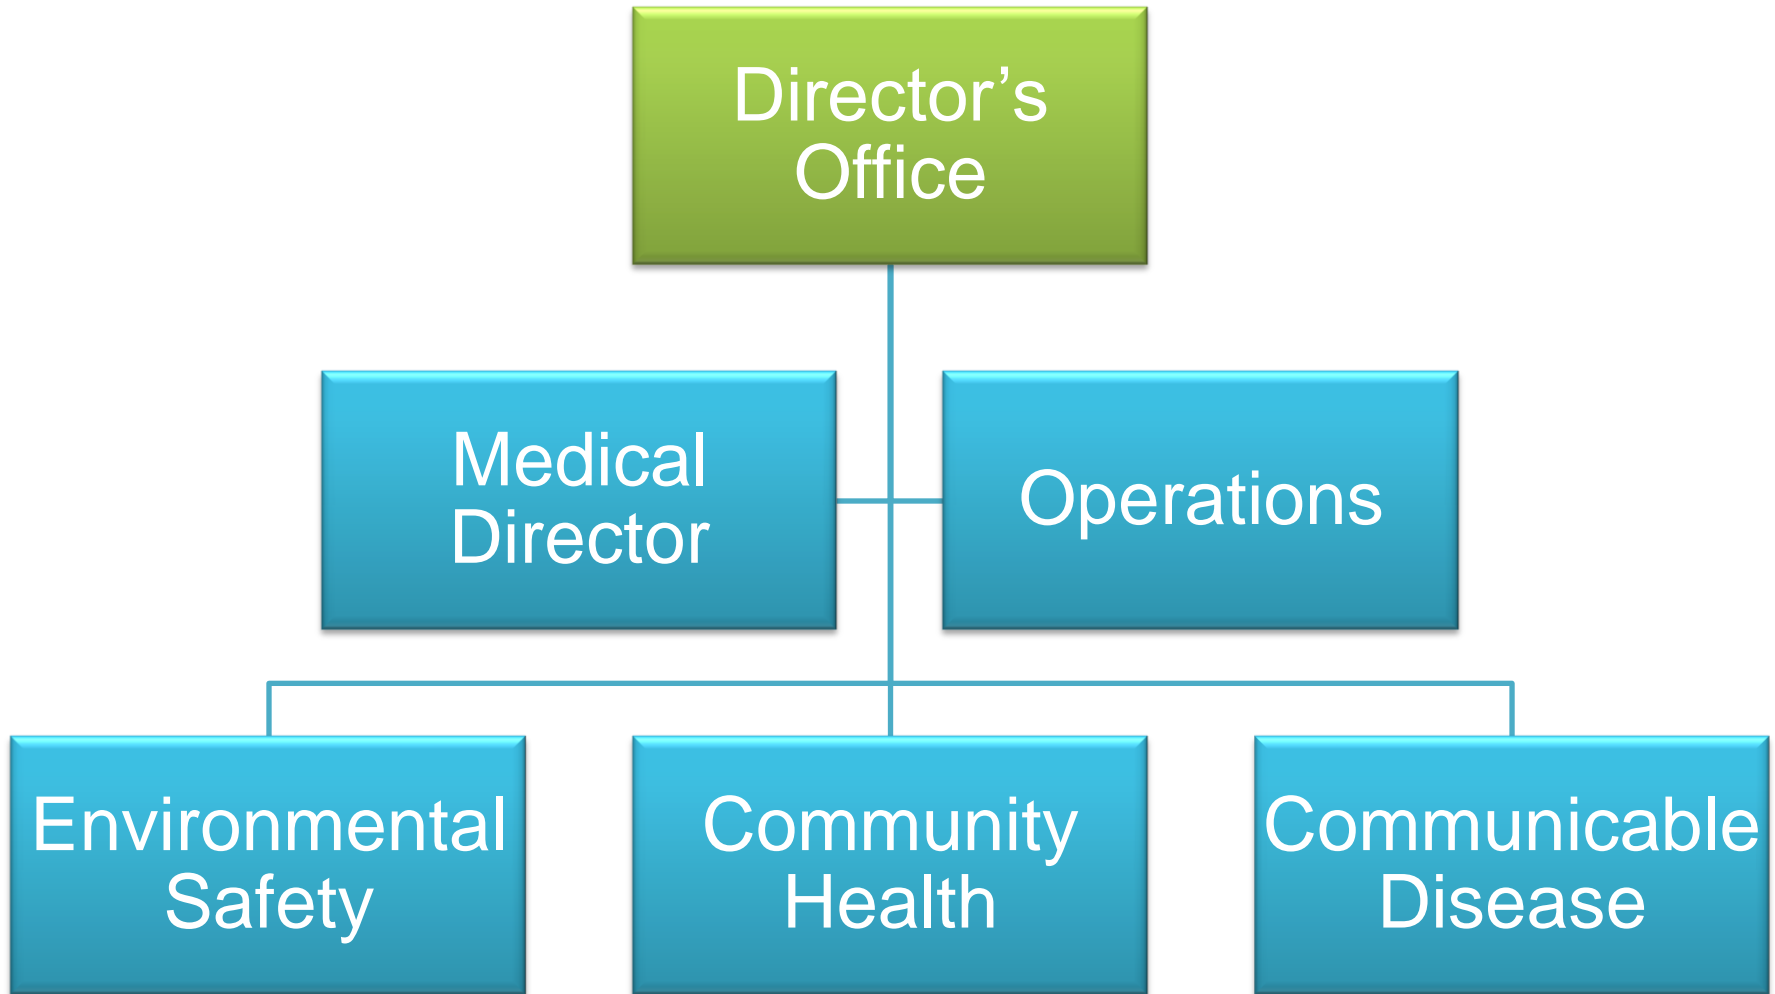 Director’s
Office
Medical
Director
Operations
Environmental
Safety
Community
Health
Communicable
Disease